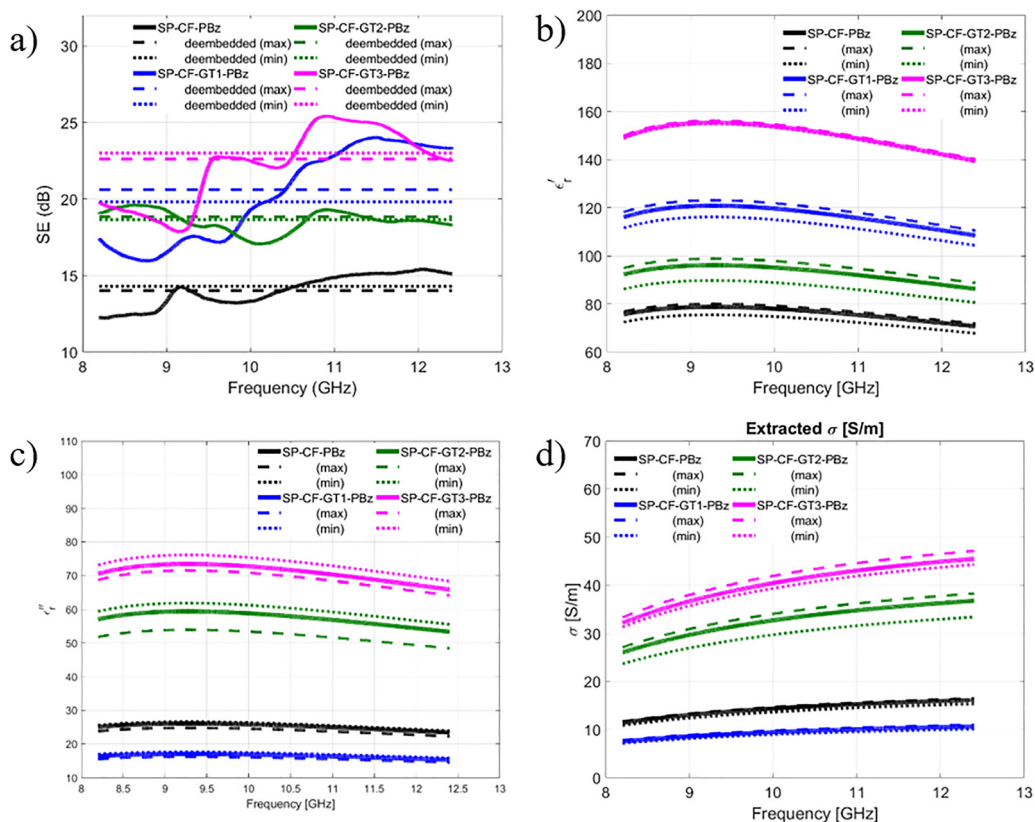 a)
SP-CF-PBz SP-CF-GT2-PBz
deembedded (max) deembedded (max)
deembedded (min) deembedded (min)
SP-CF-GT1-PBz SP-CF-GT3-PBz
deembedded (max) deembedded (max)
deembedded (min) deembedded (min)
30
25
20
15
10
SE (dB)
8 9 10 11 12 13
Frequency (GHz)
b)
SP-CF-PBz SP-CF-GT2-PBz
(max) (max)
(min) (min)
SP-CF-GT1-PBz SP-CF-GT3-PBz
(max) (max)
(min) (min)
200
180
160
140
120
100
80
60
ϵ′r
8 9 10 11 12 13
Frequency [GHz]
c)
SP-CF-PBz SP-CF-GT2-PBz
(max) (max)
(min) (min)
SP-CF-GT1-PBz SP-CF-GT3-PBz
(max) (max)
(min) (min)
110
100
90
80
70
60
50
40
30
20
10
ϵ″r
8 8.5 9 9.5 10 10.5 11 11.5 12 12.5 13
Frequency [GHz]
d)
Extracted σ [S/m]
SP-CF-PBz SP-CF-GT2-PBz
(max) (max)
(min) (min)
SP-CF-GT1-PBz SP-CF-GT3-PBz
(max) (max)
(min) (min)
70
60
50
40
30
20
10
0
σ [S/m]
8 9 10 11 12 13
Frequency [GHz]